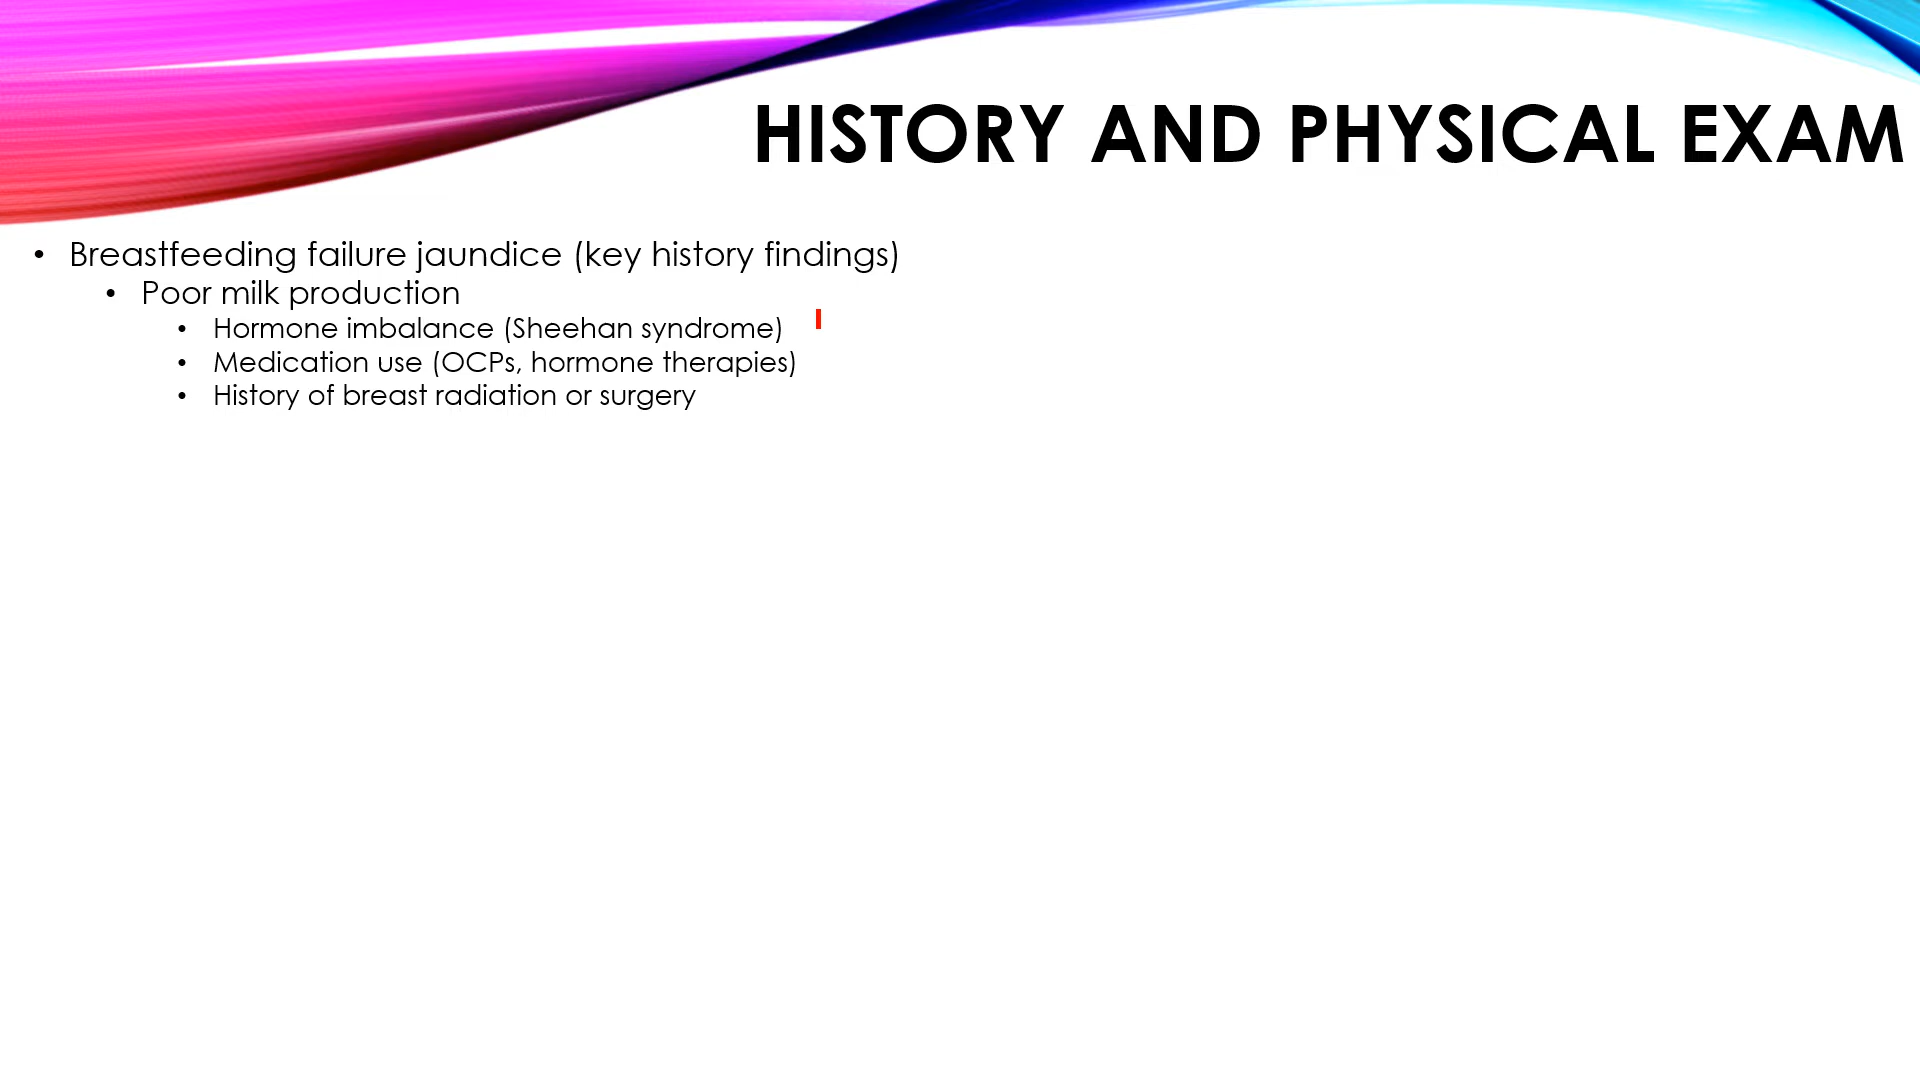 HISTORY AND PHYSICAL EXAM
• Breastfeeding failure jaundice (key history findings)
• Poor milk production
• Hormone imbalance (Sheehan syndrome)
• Medication use (OCPs, hormone therapies)
• History of breast radiation or surgery